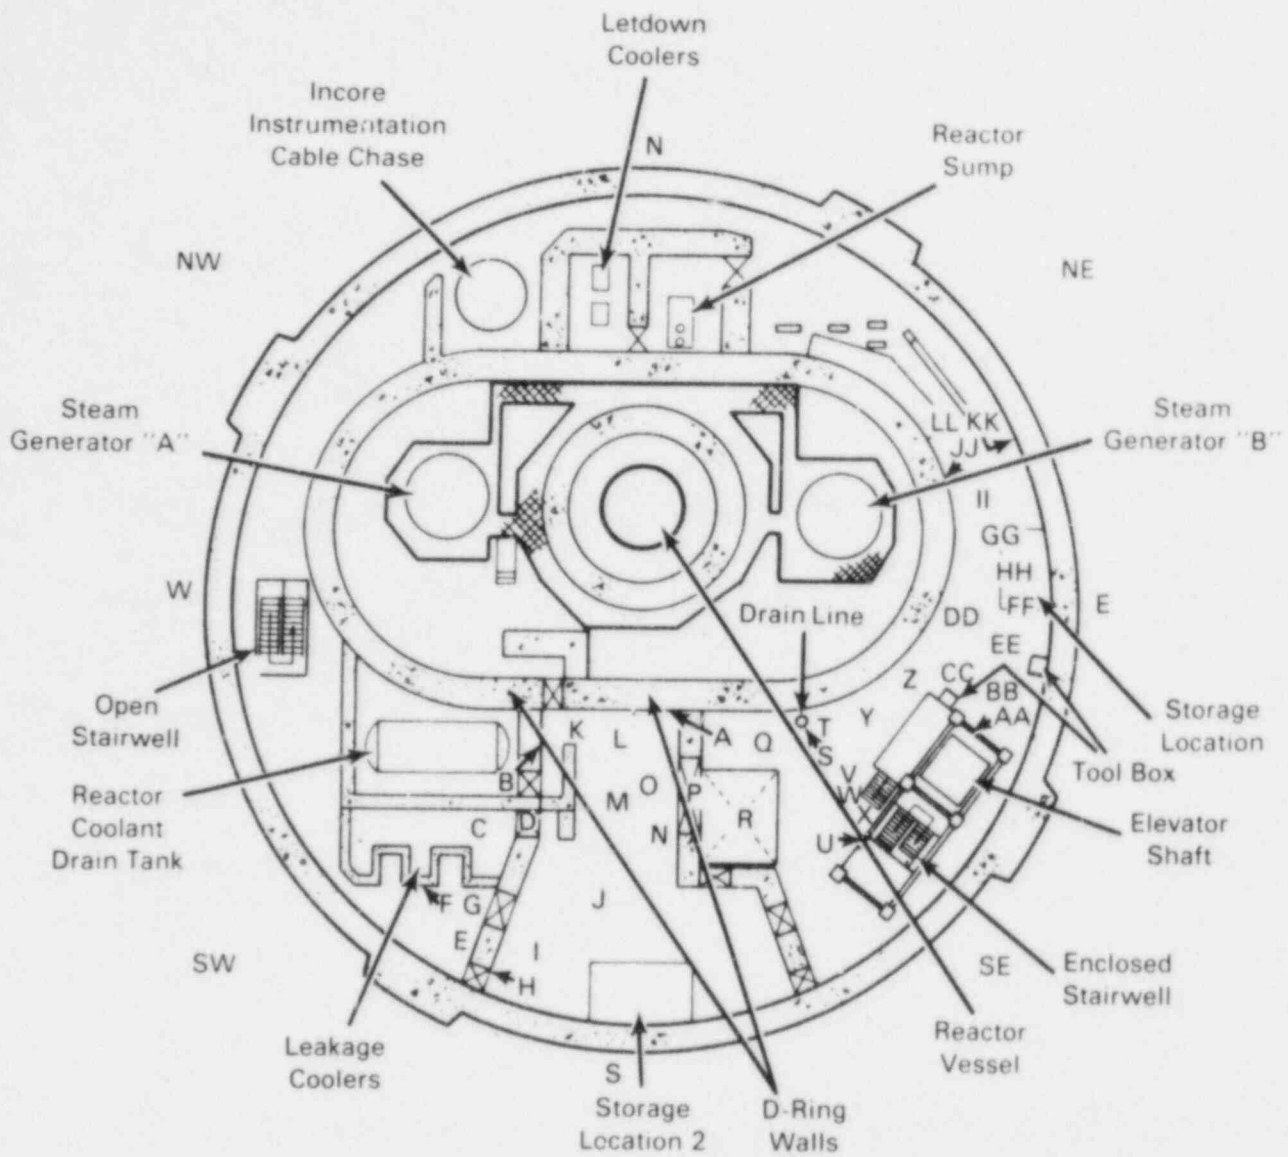 Letdown
Coolers
Incore
Instrumentation
Cable Chase
N
Reactor
Sump
NW
NE
Steam
Generator "A"
Steam
Generator "B"
LL KK
JJ
II
GG
HH
FF
W
E
Drain Line
DD
EE
Z
CC
BB
AA
Open
Stairwell
Storage
Location
Tool Box
K
L
A
Q
T
S
Y
B
M
O
P
R
V
W
Reactor
Coolant
Drain Tank
C
D
N
U
Elevator
Shaft
F
G
J
E
I
H
SW
SE
Enclosed
Stairwell
Leakage
Coolers
Reactor
Vessel
S
Storage
Location 2
D-Ring
Walls